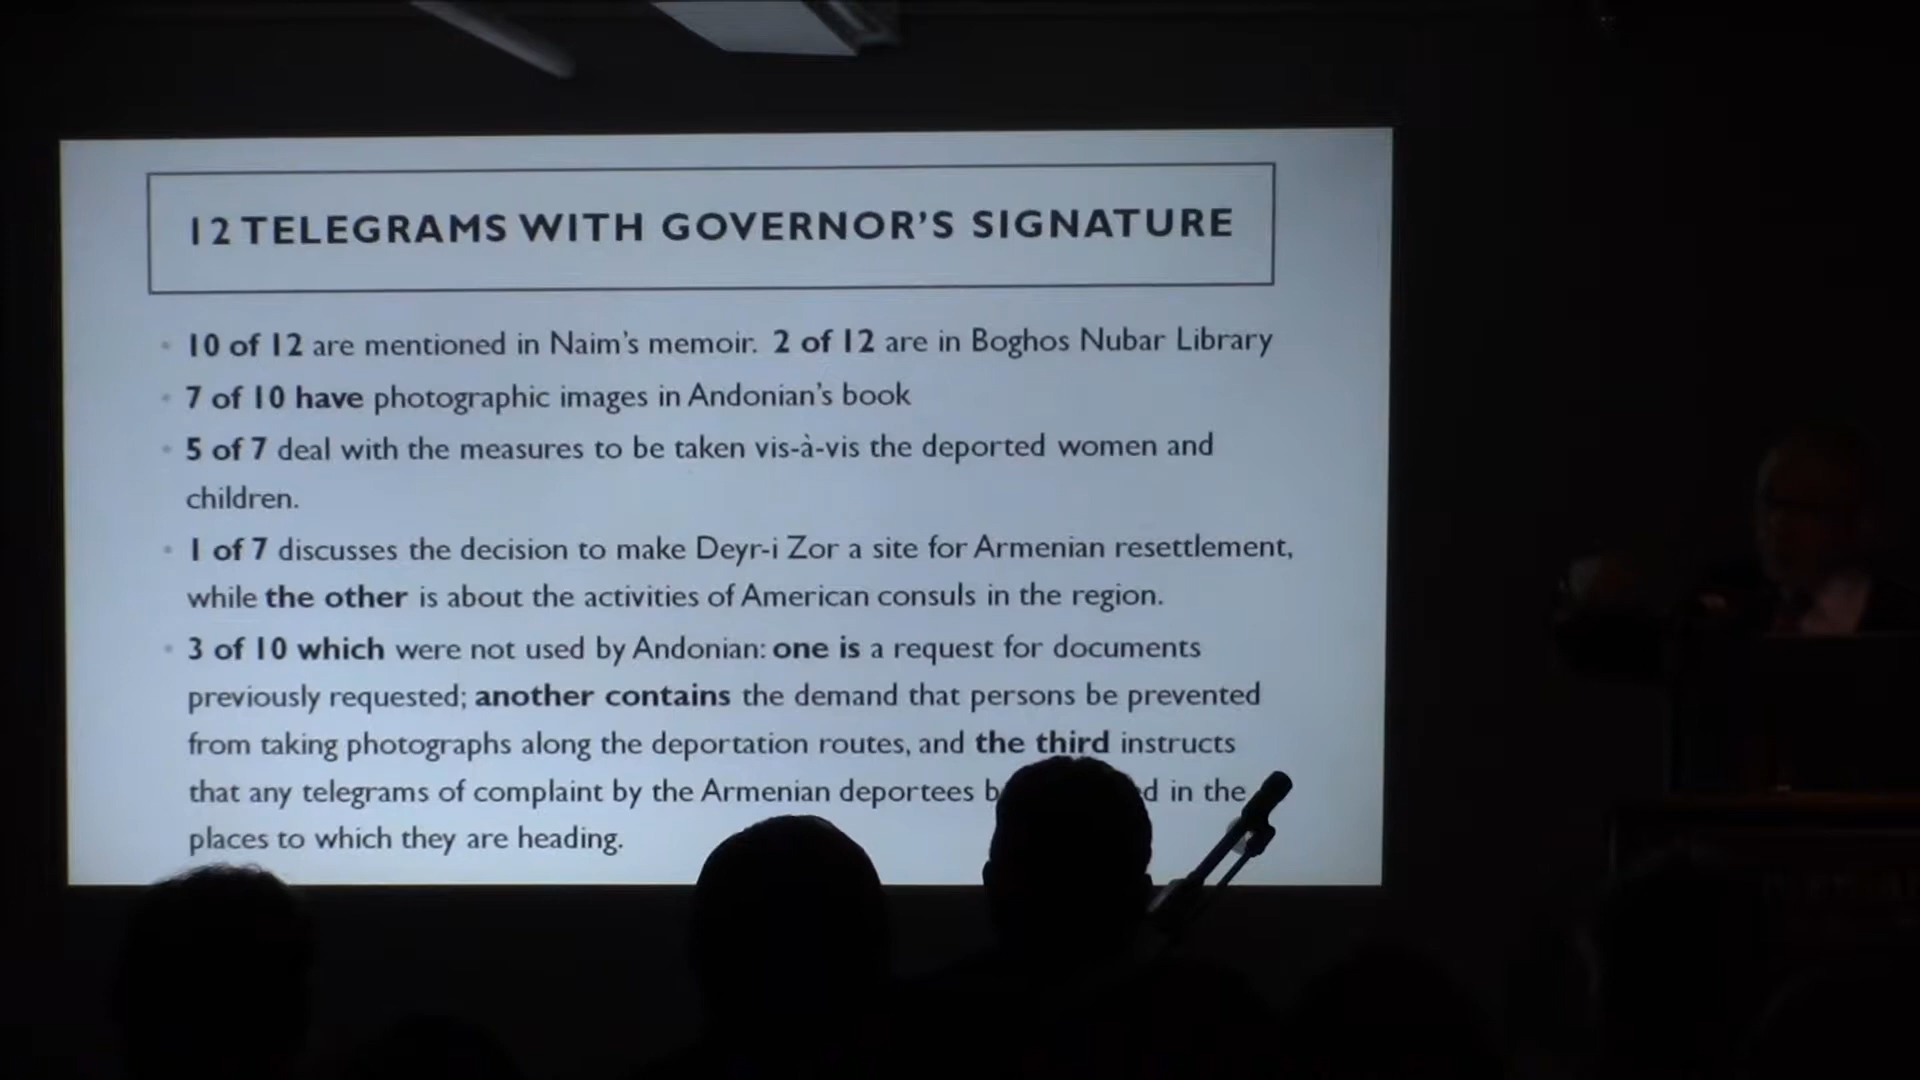 12 TELEGRAMS WITH GOVERNOR'S SIGNATURE
10 of 12 are mentioned in Naim's memoir. 2 of 12 are in Boghos Nubar Library
7 of 10 have photographic images in Andonian's book
5 of 7 deal with the measures to be taken vis-à-vis the deported women and
children.
1 of 7 discusses the decision to make Deyr-i Zor a site for Armenian resettlement,
while the other is about the activities of American consuls in the region.
3 of 10 which were not used by Andonian: one is a request for documents
previously requested; another contains the demand that persons be prevented
from taking photographs along the deportation routes, and the third instructs
that any telegrams of complaint by the Armenian deportees in the
places to which they are heading.